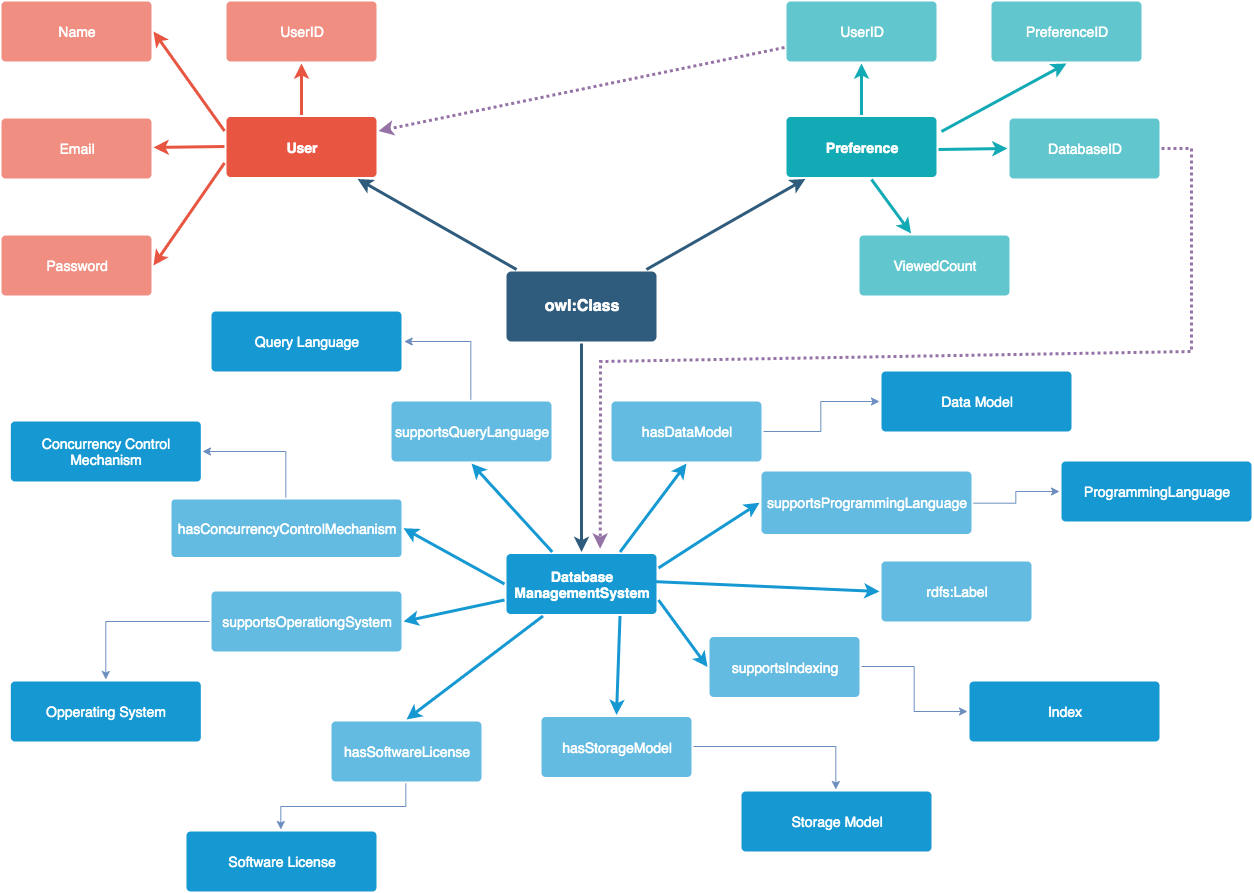 Name
UserID
UserID
PreferenceID
Email
User
Preference
DatabaseID
Password
ViewedCount
owl:Class
Query Language
Data Model
supportsQueryLanguage
hasDataModel
Concurrency Control
Mechanism
supportsProgrammingLanguage
ProgrammingLanguage
hasConcurrencyControlMechanism
Database
ManagementSystem
rdfs:Label
supportsOperationgSystem
supportsIndexing
Opperating System
Index
hasSoftwareLicense
hasStorageModel
Storage Model
Software License